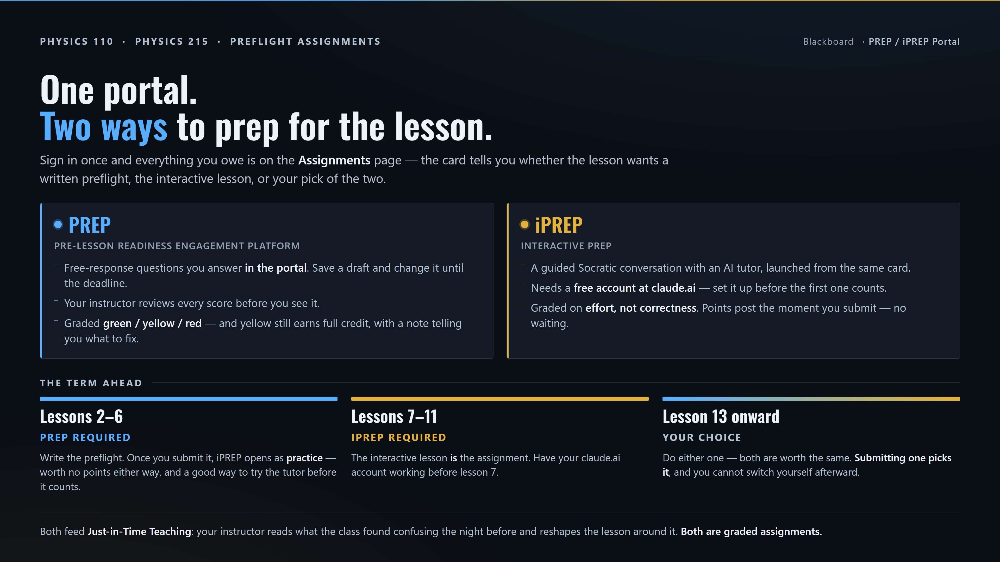 PHYSICS 110 · PHYSICS 215 · PREFLIGHT ASSIGNMENTS
Blackboard → PREP / iPREP Portal
One portal.
Two ways to prep for the lesson.
Sign in once and everything you owe is on the Assignments page — the card tells you whether the lesson wants a
written preflight, the interactive lesson, or your pick of the two.
PREP
PRE-LESSON READINESS ENGAGEMENT PLATFORM
– Free-response questions you answer in the portal. Save a draft and change it until
the deadline.
– Your instructor reviews every score before you see it.
– Graded green / yellow / red — and yellow still earns full credit, with a note telling
you what to fix.
iPREP
INTERACTIVE PREP
– A guided Socratic conversation with an AI tutor, launched from the same card.
– Needs a free account at claude.ai — set it up before the first one counts.
– Graded on effort, not correctness. Points post the moment you submit — no
waiting.
THE TERM AHEAD
Lessons 2–6
PREP REQUIRED
Write the preflight. Once you submit it, iPREP opens as practice —
worth no points either way, and a good way to try the tutor before
it counts.
Lessons 7–11
IPREP REQUIRED
The interactive lesson is the assignment. Have your claude.ai
account working before lesson 7.
Lesson 13 onward
YOUR CHOICE
Do either one — both are worth the same. Submitting one picks
it, and you cannot switch yourself afterward.
Both feed Just-in-Time Teaching: your instructor reads what the class found confusing the night before and reshapes the lesson around it. Both are graded assignments.